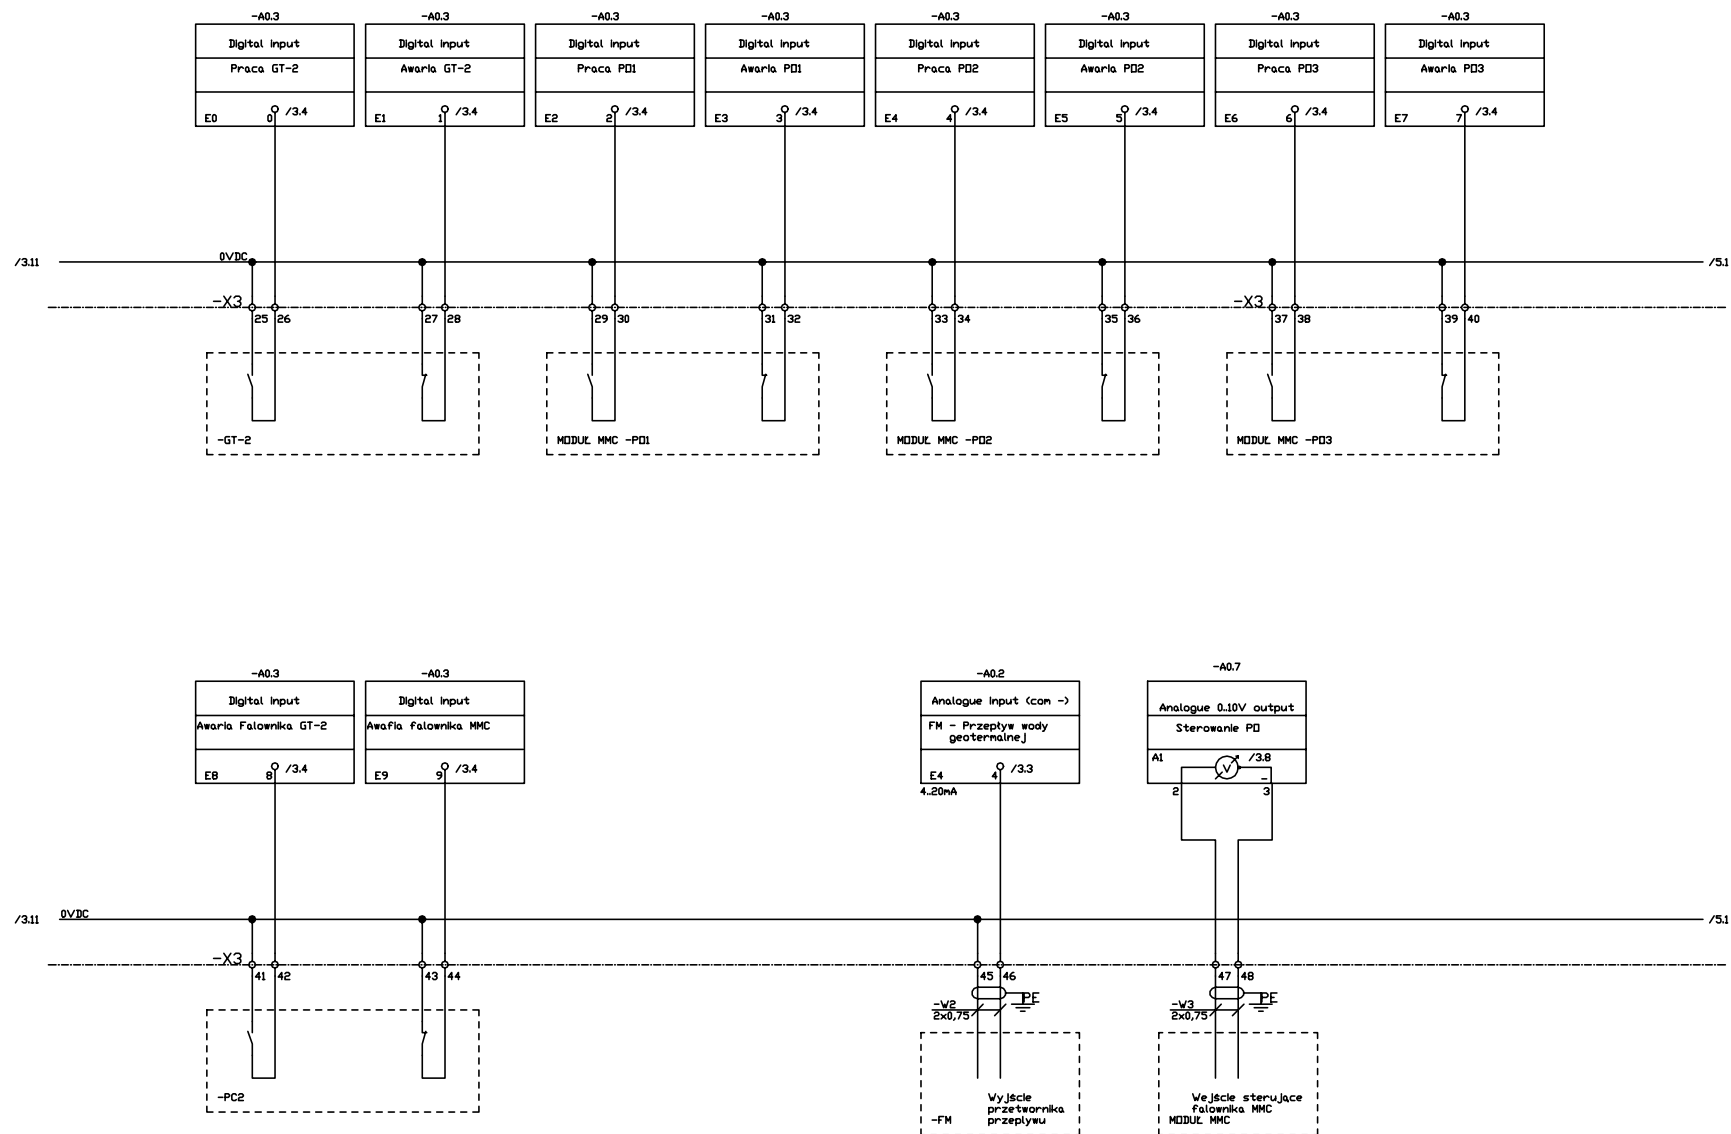 -A0.3 -A0.3 -A0.3 -A0.3 -A0.3 -A0.3 -A0.3 -A0.3
Digital input Digital input Digital input Digital input Digital input Digital input Digital input Digital input
Praca GT-2 Awaria GT-2 Praca PO1 Awaria PO1 Praca PO2 Awaria PO2 Praca PO3 Awaria PO3
E0 0 /3.4 E1 1 /3.4 E2 2 /3.4 E3 3 /3.4 E4 4 /3.4 E5 5 /3.4 E6 6 /3.4 E7 7 /3.4
/3.11 0VDC /5.1
-X3 -X3
25 26 27 28 29 30 31 32 33 34 35 36 37 38 39 40
-GT-2 MODUŁ MMC -PO1 MODUŁ MMC -PO2 MODUŁ MMC -PO3
-A0.3 -A0.3 -A0.2 -A0.7
Digital input Digital input Analogue input (com -) Analogue 0..10V output
Awaria Falownika GT-2 Awafia falownika MMC FM - Przepływ wody Sterowanie PO
geotermalnej
A1 V /3.8
E8 8 /3.4 E9 9 /3.4 E4 4 /3.3 -
4..20mA 2 3
/3.11 0VDC /5.1
-X3
41 42 43 44 45 46 47 48
PE PE
-W2 -W3
2x0,75 2x0,75
-PC2
Wyjście Wejście sterujące
przetwornika falownika MMC
-FM przeplywu MODUŁ MMC